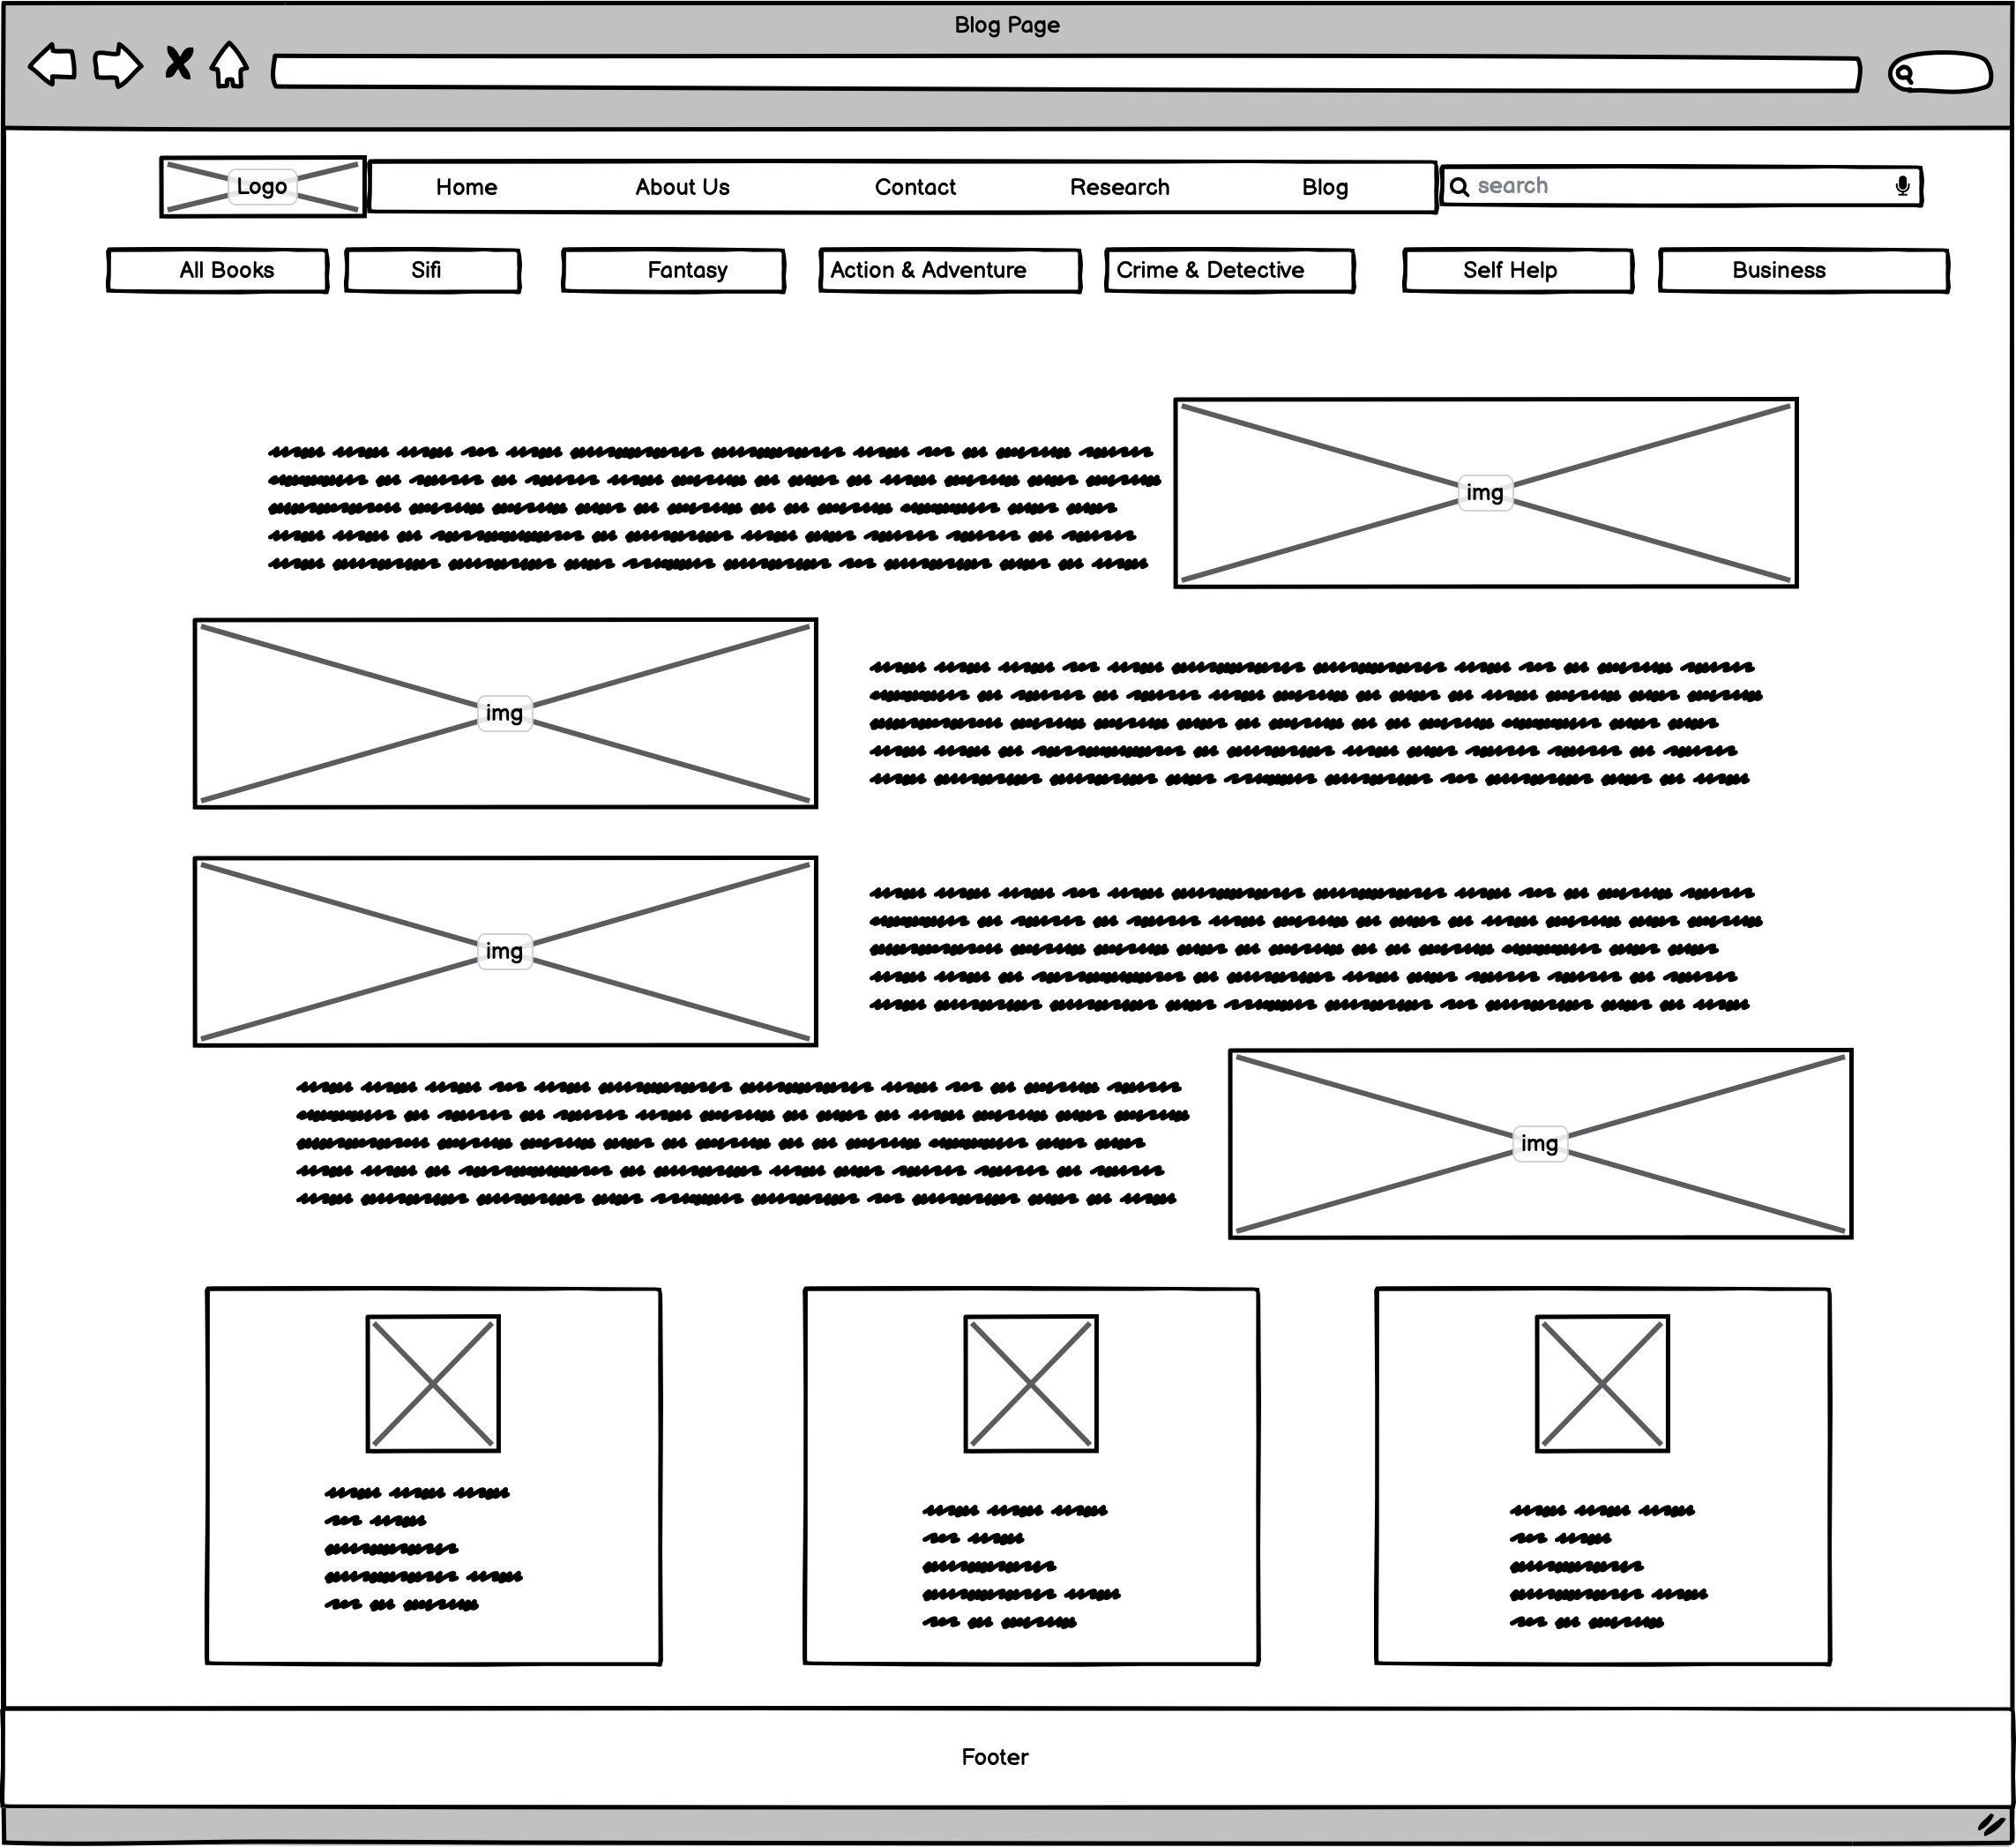 Blog Page
Logo Home About Us Contact Research Blog search
All Books Sifi Fantasy Action & Adventure Crime & Detective Self Help Business
img
img
img
img
Footer